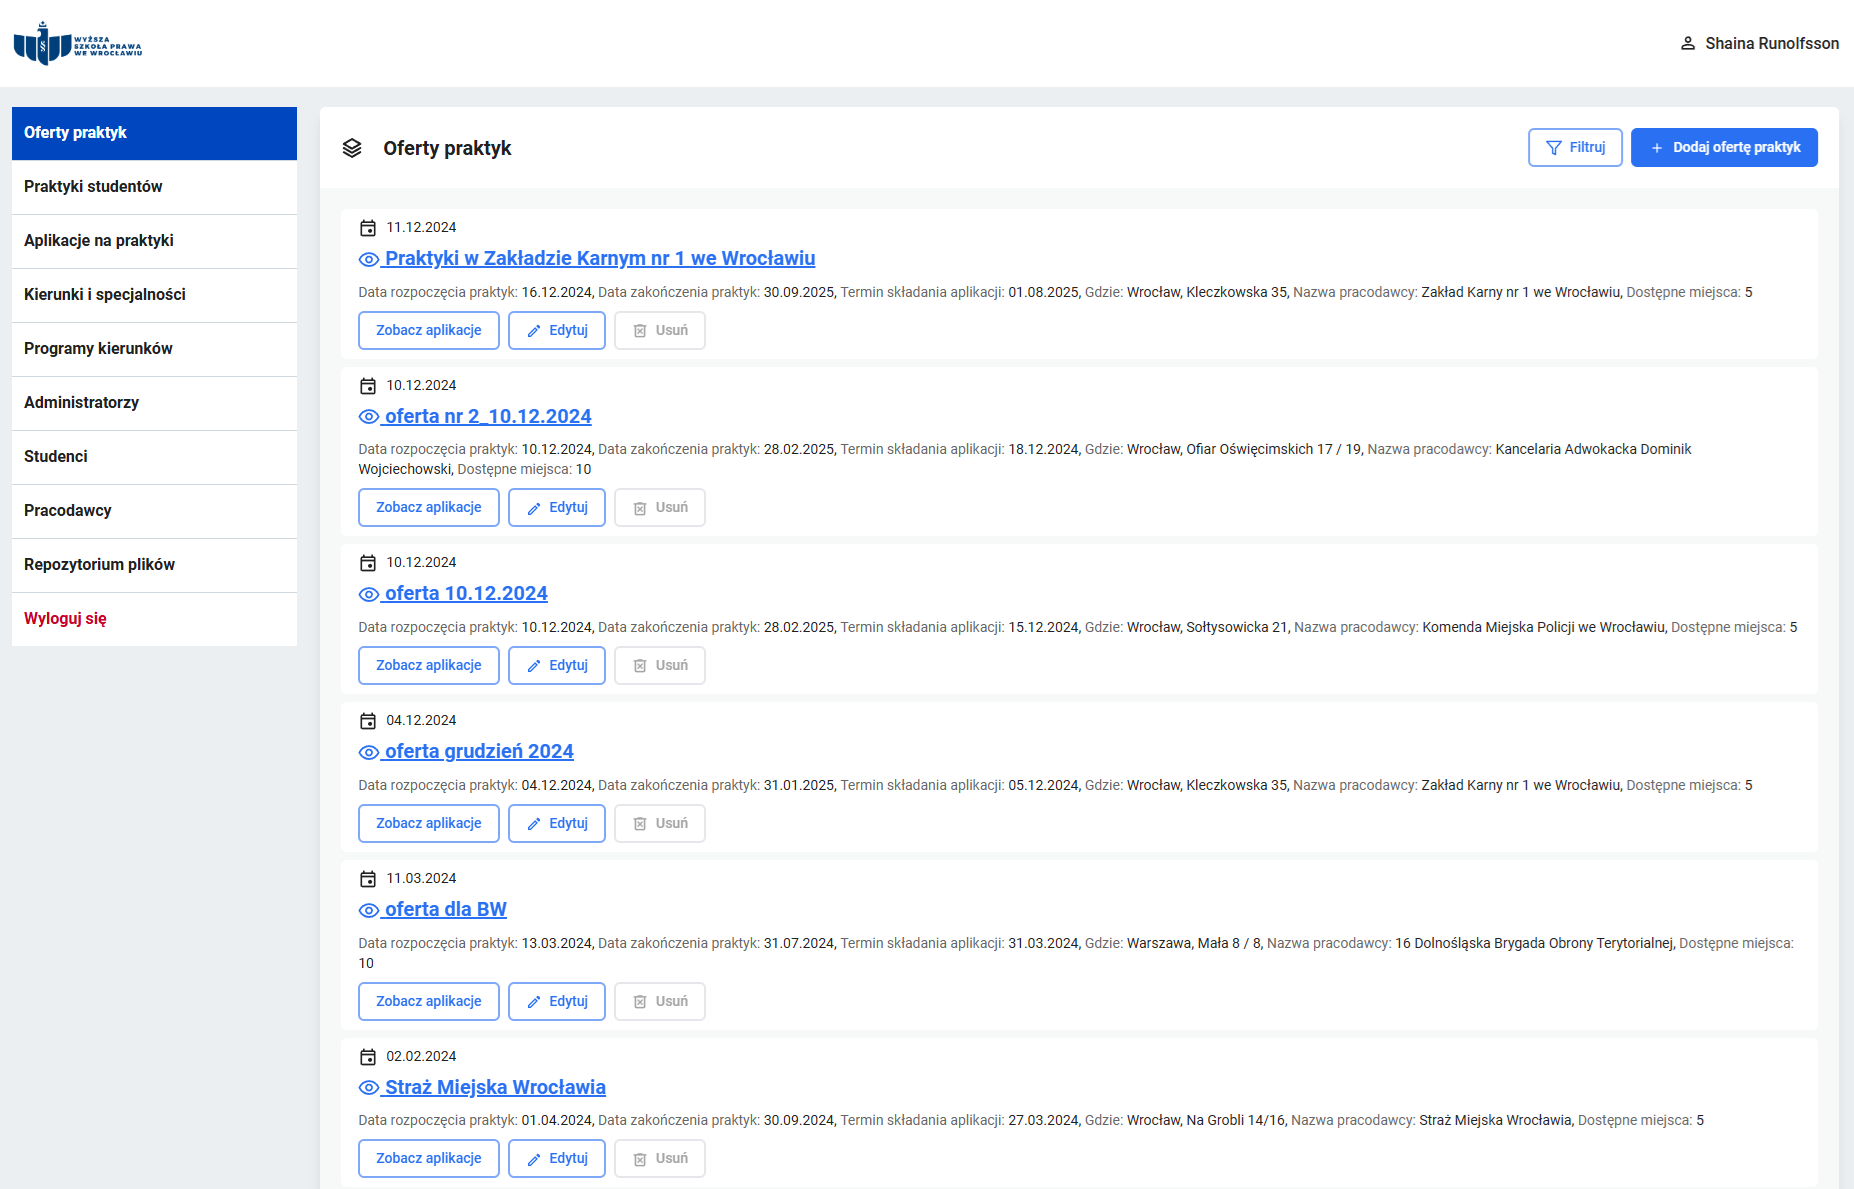 WYŻSZA
SZKOŁA PRAWA
WE WROCŁAWIU
Shaina Runolfsson
Oferty praktyk
Praktyki studentów
Aplikacje na praktyki
Kierunki i specjalności
Programy kierunków
Administratorzy
Studenci
Pracodawcy
Repozytorium plików
Wyloguj się
Oferty praktyk
Filtruj
+ Dodaj ofertę praktyk
11.12.2024
Praktyki w Zakładzie Karnym nr 1 we Wrocławiu
Data rozpoczęcia praktyk: 16.12.2024, Data zakończenia praktyk: 30.09.2025, Termin składania aplikacji: 01.08.2025, Gdzie: Wrocław, Kleczkowska 35, Nazwa pracodawcy: Zakład Karny nr 1 we Wrocławiu, Dostępne miejsca: 5
Zobacz aplikacje Edytuj Usuń
10.12.2024
oferta nr 2_10.12.2024
Data rozpoczęcia praktyk: 10.12.2024, Data zakończenia praktyk: 28.02.2025, Termin składania aplikacji: 18.12.2024, Gdzie: Wrocław, Ofiar Oświęcimskich 17 / 19, Nazwa pracodawcy: Kancelaria Adwokacka Dominik
Wojciechowski, Dostępne miejsca: 10
Zobacz aplikacje Edytuj Usuń
10.12.2024
oferta 10.12.2024
Data rozpoczęcia praktyk: 10.12.2024, Data zakończenia praktyk: 28.02.2025, Termin składania aplikacji: 15.12.2024, Gdzie: Wrocław, Sołtysowicka 21, Nazwa pracodawcy: Komenda Miejska Policji we Wrocławiu, Dostępne miejsca: 5
Zobacz aplikacje Edytuj Usuń
04.12.2024
oferta grudzień 2024
Data rozpoczęcia praktyk: 04.12.2024, Data zakończenia praktyk: 31.01.2025, Termin składania aplikacji: 05.12.2024, Gdzie: Wrocław, Kleczkowska 35, Nazwa pracodawcy: Zakład Karny nr 1 we Wrocławiu, Dostępne miejsca: 5
Zobacz aplikacje Edytuj Usuń
11.03.2024
oferta dla BW
Data rozpoczęcia praktyk: 13.03.2024, Data zakończenia praktyk: 31.07.2024, Termin składania aplikacji: 31.03.2024, Gdzie: Warszawa, Mała 8 / 8, Nazwa pracodawcy: 16 Dolnośląska Brygada Obrony Terytorialnej, Dostępne miejsca:
10
Zobacz aplikacje Edytuj Usuń
02.02.2024
Straż Miejska Wrocławia
Data rozpoczęcia praktyk: 01.04.2024, Data zakończenia praktyk: 30.09.2024, Termin składania aplikacji: 27.03.2024, Gdzie: Wrocław, Na Grobli 14/16, Nazwa pracodawcy: Straż Miejska Wrocławia, Dostępne miejsca: 5
Zobacz aplikacje Edytuj Usuń